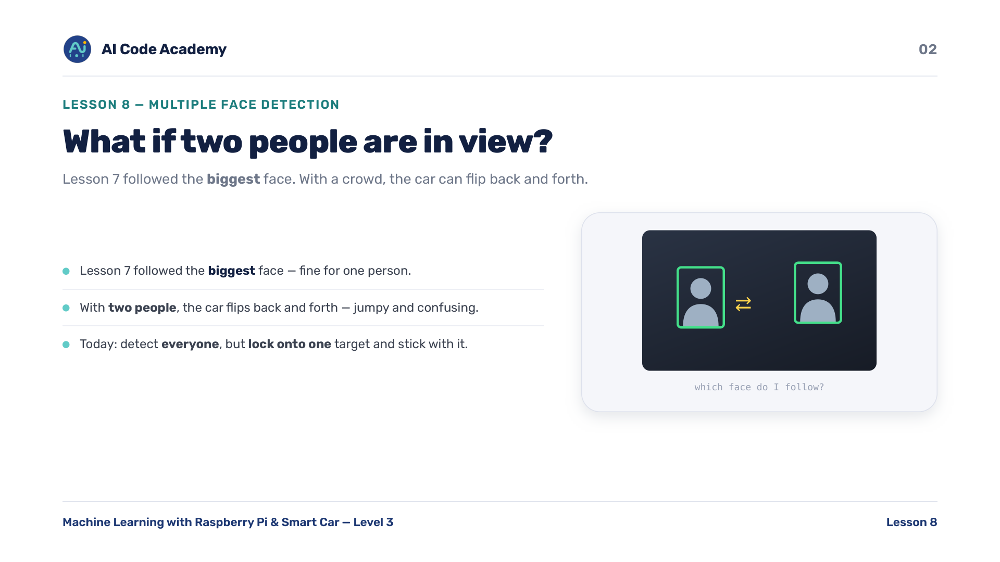 AI Code Academy
02
LESSON 8 — MULTIPLE FACE DETECTION
What if two people are in view?
Lesson 7 followed the biggest face. With a crowd, the car can flip back and forth.
Lesson 7 followed the biggest face — fine for one person.
With two people, the car flips back and forth — jumpy and confusing.
Today: detect everyone, but lock onto one target and stick with it.
which face do I follow?
Machine Learning with Raspberry Pi & Smart Car — Level 3
Lesson 8